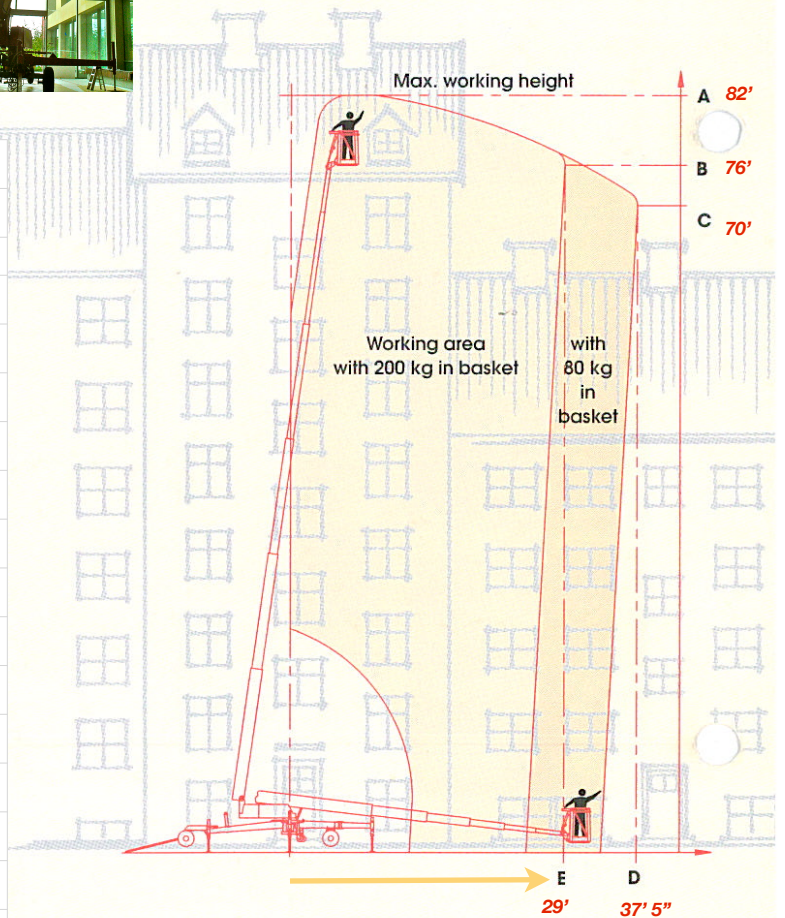 Max. working height
A 82’
B 76’
C 70’
Working area
with 200 kg in basket
with
80 kg
in
basket
E D
29’ 37’ 5”